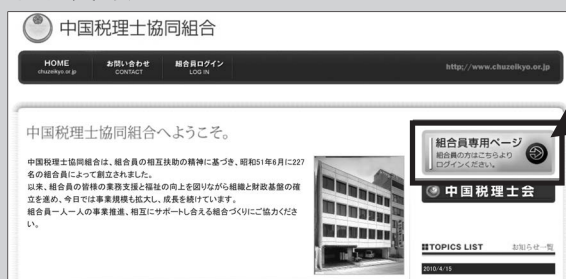 中国税理士協同組合
HOME
chuzeikyo.or.jp
お問い合わせ
CONTACT
組合員ログイン
LOG IN
http://www.chuzeikyo.or.jp
中国税理士協同組合へようこそ。
中国税理士協同組合は、組合員の相互扶助の精神に基づき、昭和51年6月に227
名の組合員によって創立されました。
以来、組合員の皆様の業務支援と福祉の向上を図りながら組織と財政基盤の確
立を進め、今日では事業規模も拡大し、成長を続けています。
組合員一人一人の事業推進、相互にサポートし合える組合づくりにご協力くださ
い。
組合員専用ページ
組合員の方はこちらより
ログインください。
中国税理士会
TOPICS LIST
お知らせ一覧
2010/4/15